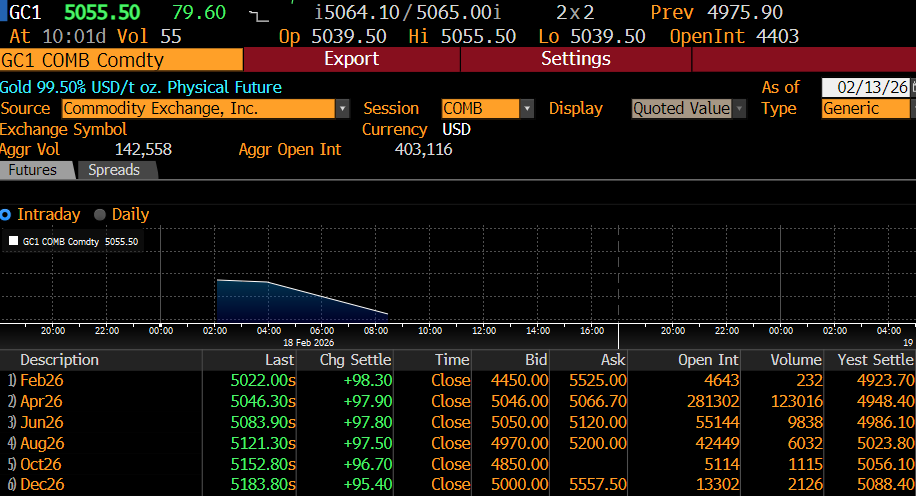 GC1 5055.50 79.60 i5064.10/5065.00i 2x2 Prev 4975.90
At 10:01d Vol 55 Op 5039.50 Hi 5055.50 Lo 5039.50 OpenInt 4403
GC1 COMB Comdty Export Settings
Gold 99.50% USD/t oz. Physical Future As of 02/13/26
Source Commodity Exchange, Inc. Session COMB Display Quoted Value Type Generic
Exchange Symbol Currency USD
Aggr Vol 142,558 Aggr Open Int 403,116
Futures Spreads
Intraday Daily
GC1 COMB Comdty 5055.50
20:00 22:00 00:00 02:00 04:00 06:00 08:00 10:00 12:00 14:00 16:00 20:00 22:00 00:00 02:00 04:00
18 Feb 2026 19
Description Last Chg Settle Time Bid Ask Open Int Volume Yest Settle
1) Feb26 5022.00s +98.30 Close 4450.00 5525.00 4643 232 4923.70
2) Apr26 5046.30s +97.90 Close 5046.00 5066.70 281302 123016 4948.40
3) Jun26 5083.90s +97.80 Close 5050.00 5120.00 55144 9838 4986.10
4) Aug26 5121.30s +97.50 Close 4970.00 5200.00 42449 6032 5023.80
5) Oct26 5152.80s +96.70 Close 4850.00 5114 1115 5056.10
6) Dec26 5183.80s +95.40 Close 5000.00 5557.50 13302 2126 5088.40